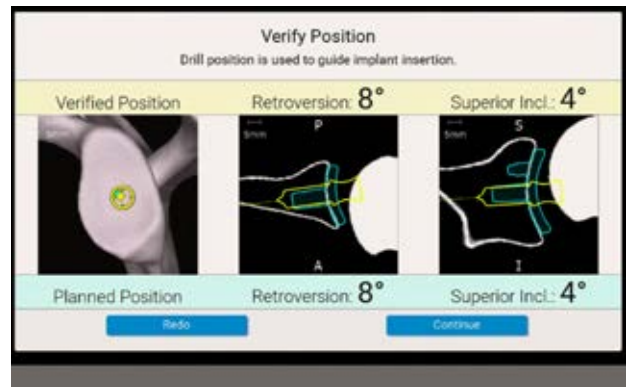 Verify Position
Drill position is used to guide implant insertion.
Verified Position Retroversion: 8° Superior Incl.: 4°
5mm P 5mm S
A I
Planned Position Retroversion: 8° Superior Incl.: 4°
Redo Continue